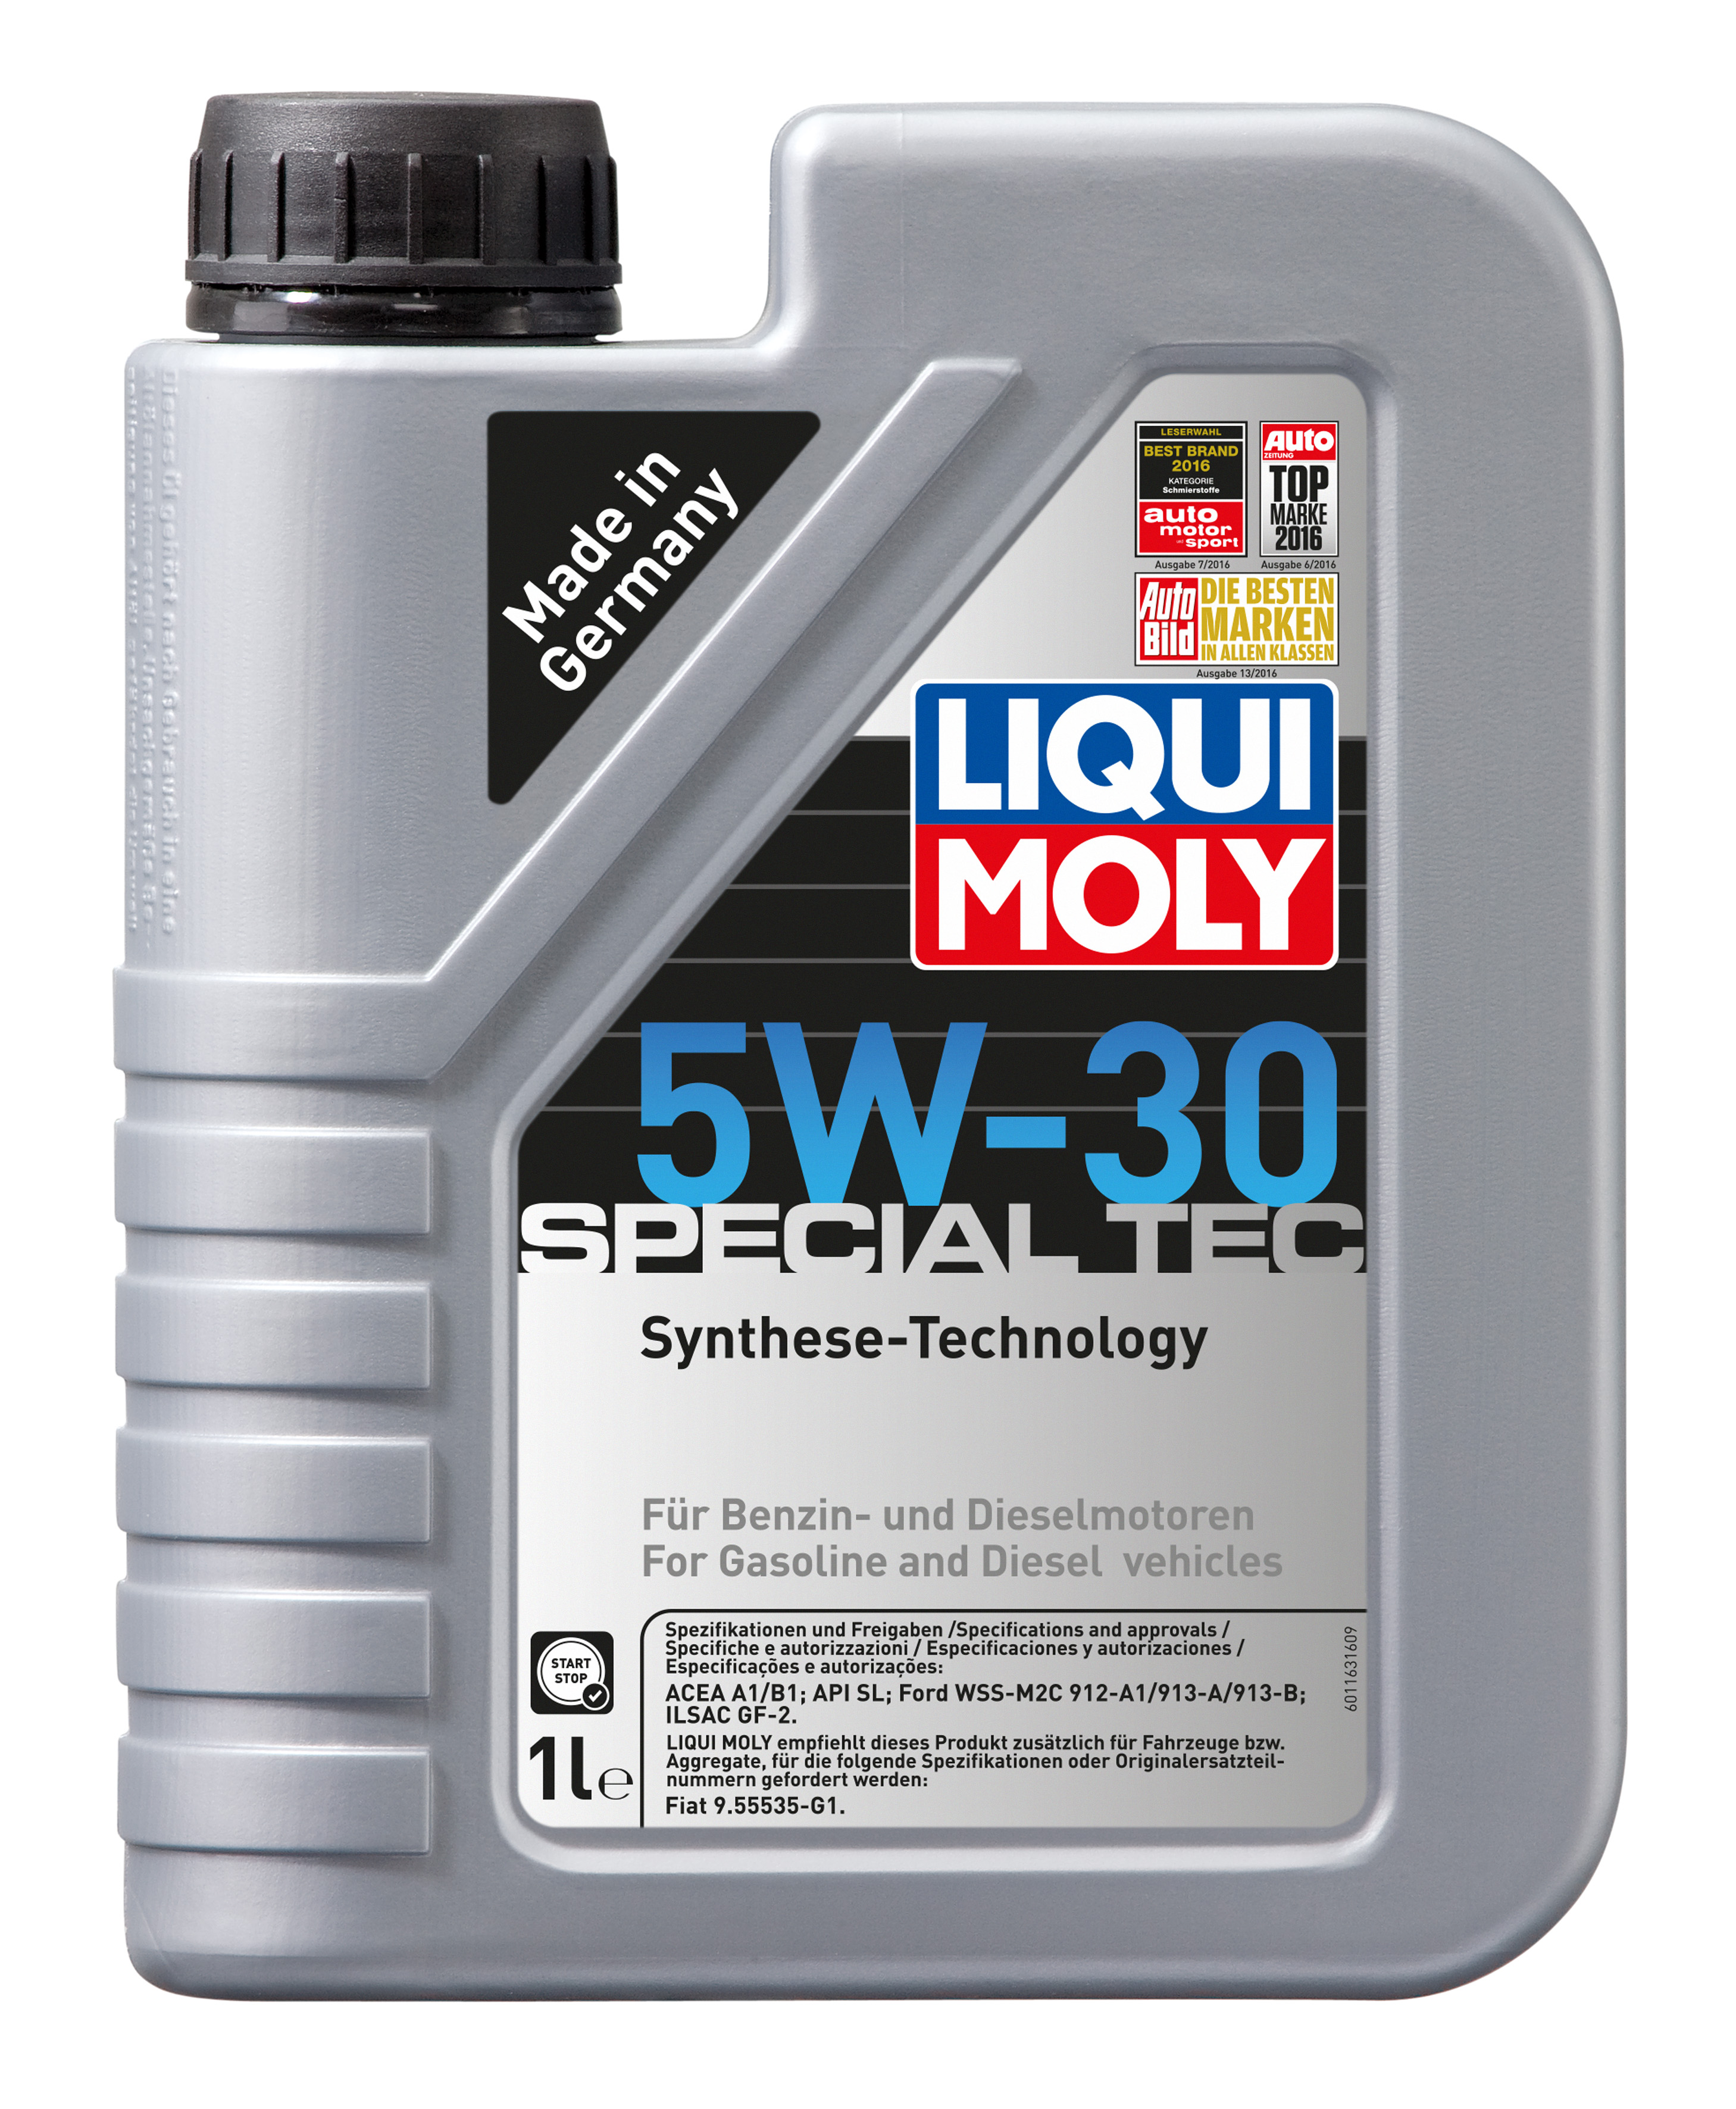 Made in
Germany
LESERWAHL
BEST BRAND
2016
KATEGORIE
Schmierstoffe
auto
motor
sport
Ausgabe 7/2016
Auto
ZEITUNG
TOP
MARKE
2016
Ausgabe 6/2016
Auto
Bild
DIE BESTEN
MARKEN
IN ALLEN KLASSEN
Ausgabe 13/2016
LIQUI
MOLY
5W-30
SPECIAL TEC
Synthese-Technology
Für Benzin- und Dieselmotoren
For Gasoline and Diesel vehicles
START
STOP
1l e
Spezifikationen und Freigaben /Specifications and approvals /
Specifiche e autorizzazioni / Especificaciones y autorizaciones /
Especificações e autorizações:
ACEA A1/B1; API SL; Ford WSS-M2C 912-A1/913-A/913-B;
ILSAC GF-2.
LIQUI MOLY empfiehlt dieses Produkt zusätzlich für Fahrzeuge bzw.
Aggregate, für die folgende Spezifikationen oder Originalersatzteil-
nummern gefordert werden:
Fiat 9.55535-G1.
6011631609